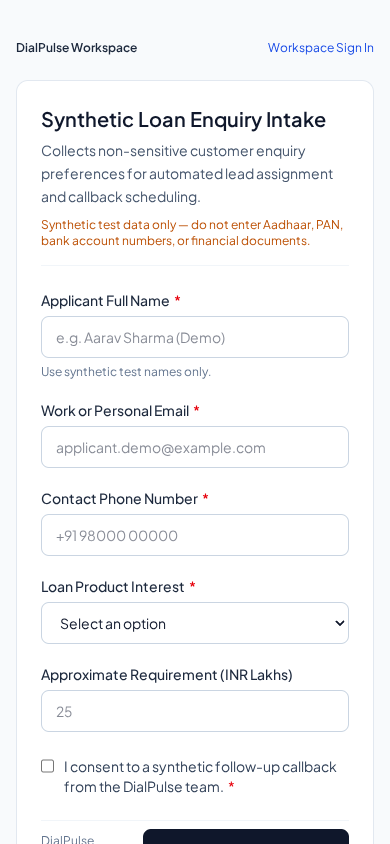 DialPulse Workspace
Workspace Sign In
Synthetic Loan Enquiry Intake
Collects non-sensitive customer enquiry
preferences for automated lead assignment
and callback scheduling.
Synthetic test data only — do not enter Aadhaar, PAN,
bank account numbers, or financial documents.
Applicant Full Name *
e.g. Aarav Sharma (Demo)
Use synthetic test names only.
Work or Personal Email *
applicant.demo@example.com
Contact Phone Number *
+91 98000 00000
Loan Product Interest *
Select an option
Approximate Requirement (INR Lakhs)
25
I consent to a synthetic follow-up callback
from the DialPulse team. *
DialPulse